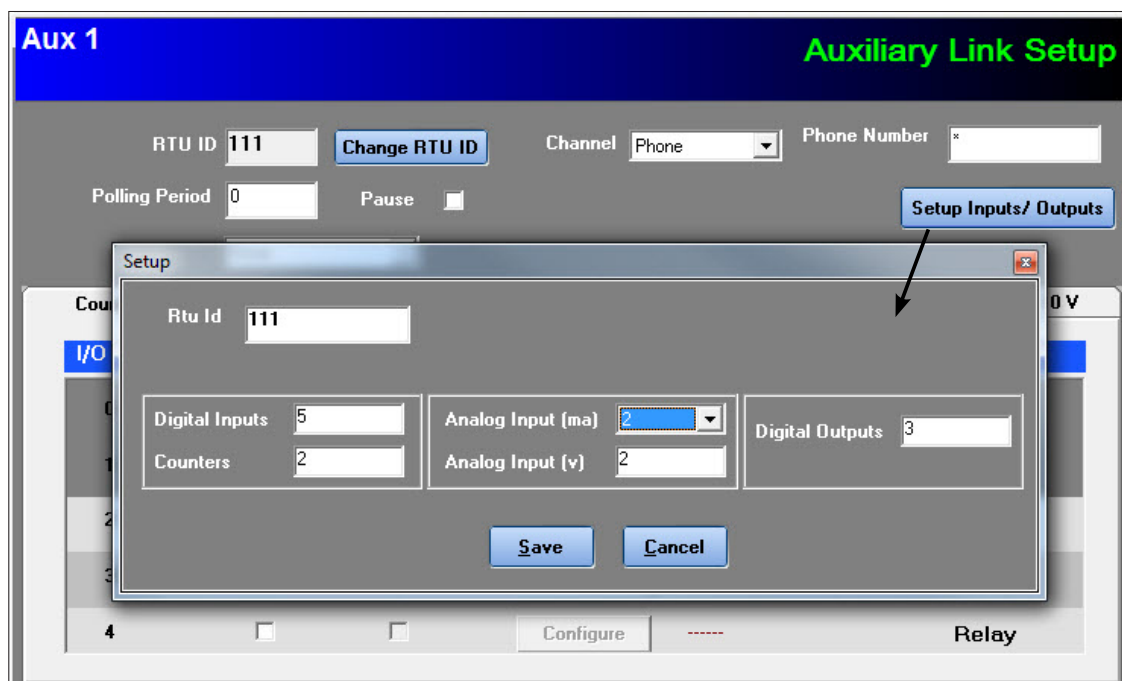 Aux 1
Auxiliary Link Setup
RTU ID 111 Change RTU ID Channel Phone Phone Number *
Polling Period 0 Pause
Setup Inputs/ Outputs
Setup
Rtu Id 111
0 V
I/O
Digital Inputs 5 Analog Input (ma) 2 Digital Outputs 3
Counters 2 Analog Input (v) 2
Save Cancel
4 Configure ------ Relay